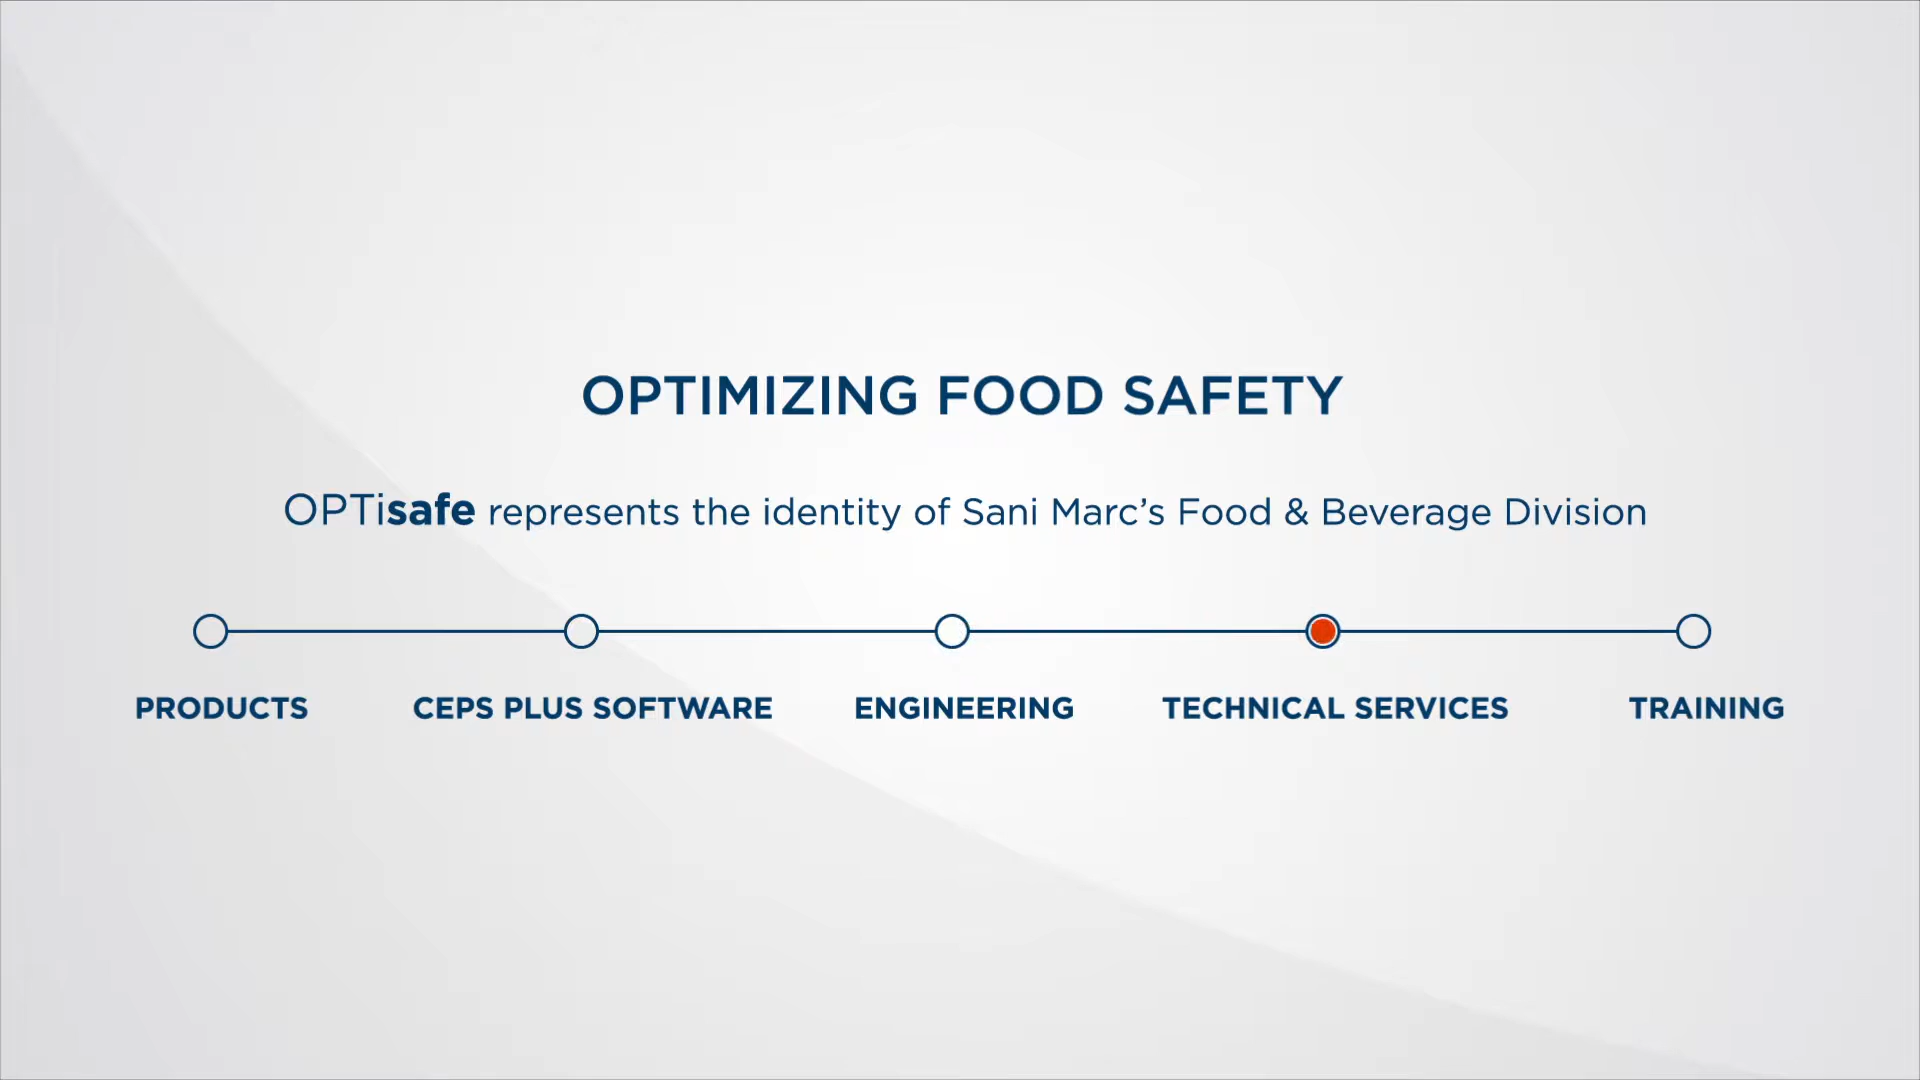 OPTIMIZING FOOD SAFETY
OPTisafe represents the identity of Sani Marc’s Food & Beverage Division
PRODUCTS
CEPS PLUS SOFTWARE
ENGINEERING
TECHNICAL SERVICES
TRAINING